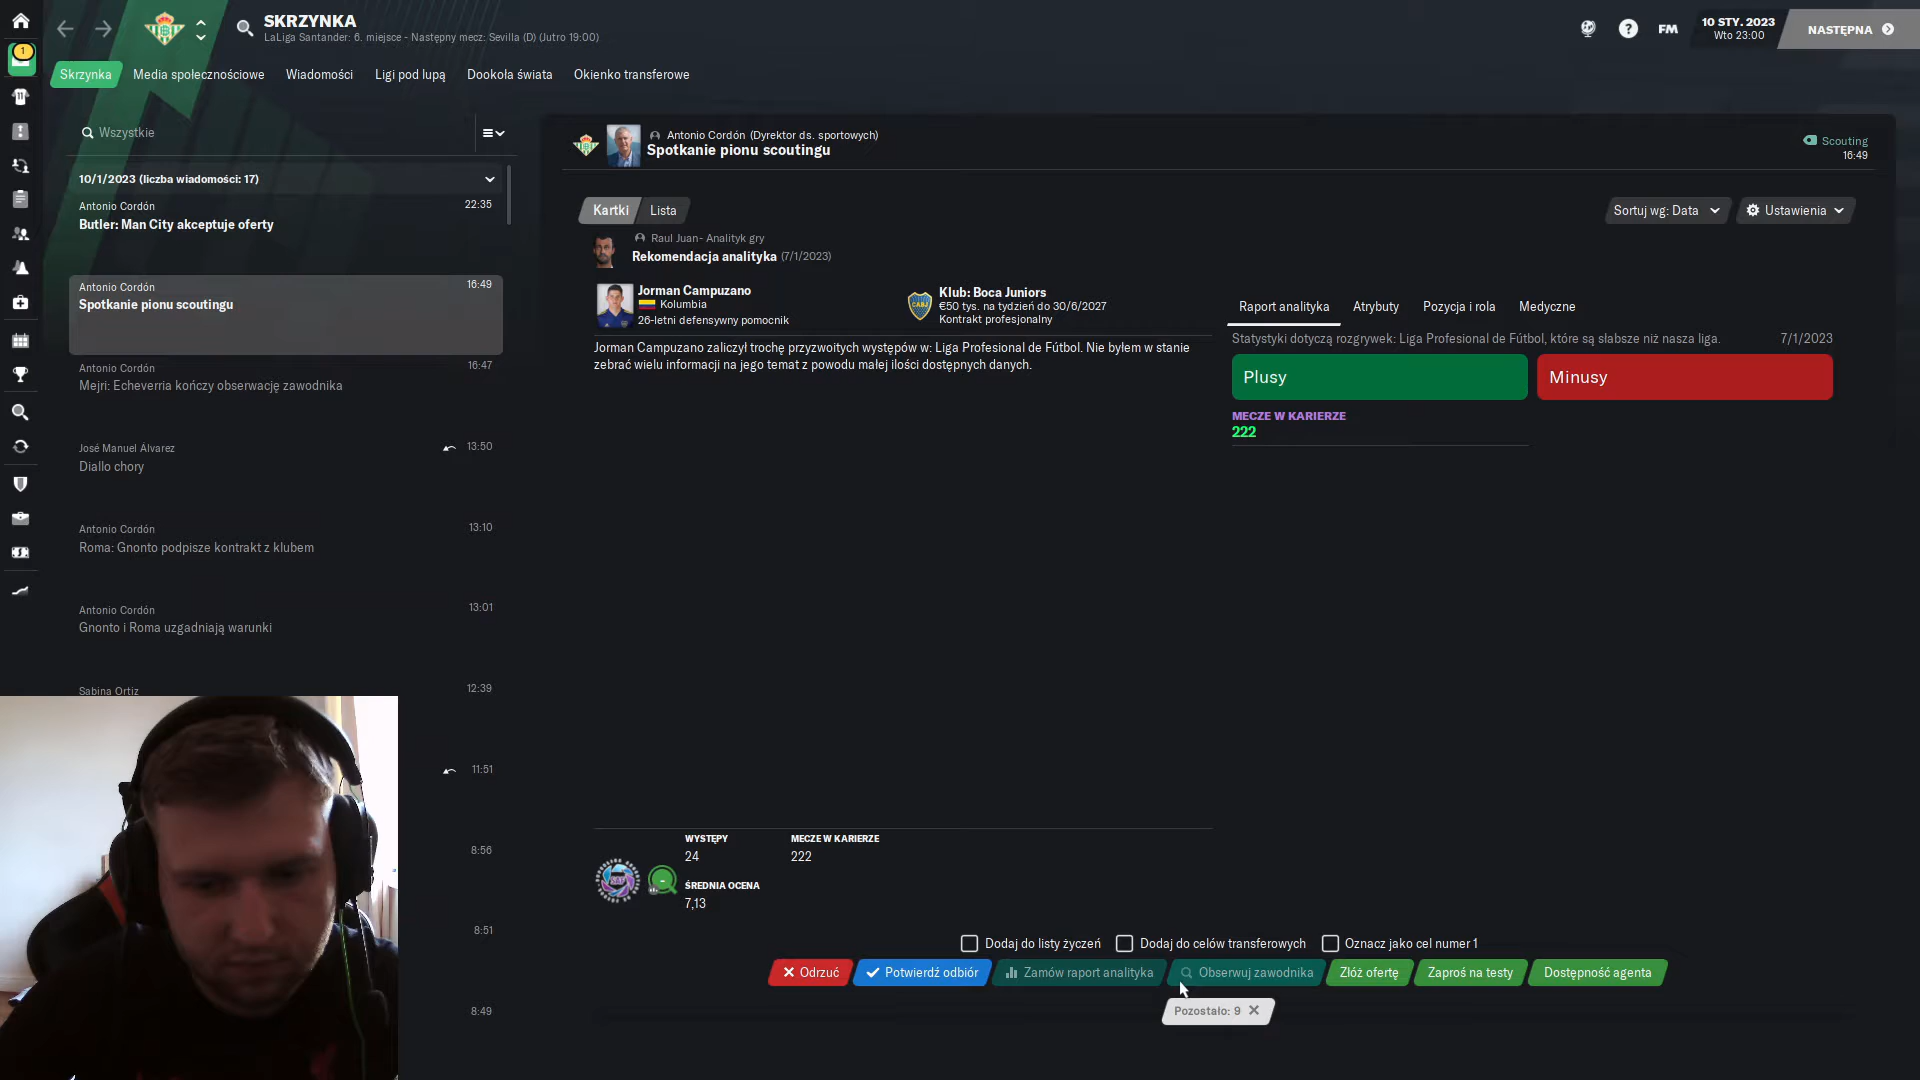 SKRZYNKA
LaLiga Santander: 6. miejsce - Następny mecz: Sevilla (D) (Jutro 19:00)
FM
10 STY. 2023
Wto 23:00
NASTĘPNA
1
Skrzynka
Media społecznościowe
Wiadomości
Ligi pod lupą
Dookoła świata
Okienko transferowe
Wszystkie
10/1/2023 (liczba wiadomości: 17)
Antonio Cordón
22:35
Butler: Man City akceptuje oferty
Antonio Cordón
16:49
Spotkanie pionu scoutingu
Antonio Cordón
16:47
Mejri: Echeverria kończy obserwację zawodnika
José Manuel Álvarez
13:50
Diallo chory
Antonio Cordón
13:10
Roma: Gnonto podpisze kontrakt z klubem
Antonio Cordón
13:01
Gnonto i Roma uzgadniają warunki
Sabina Ortiz
12:39
11:51
8:56
8:51
8:49
Antonio Cordón (Dyrektor ds. sportowych)
Spotkanie pionu scoutingu
Scouting
16:49
Kartki
Lista
Sortuj wg: Data
Ustawienia
Raul Juan- Analityk gry
Rekomendacja analityka (7/1/2023)
Jorman Campuzano
Kolumbia
26-letni defensywny pomocnik
Klub: Boca Juniors
€50 tys. na tydzień do 30/6/2027
Kontrakt profesjonalny
Jorman Campuzano zaliczył trochę przyzwoitych występów w: Liga Profesional de Fútbol. Nie byłem w stanie
zebrać wielu informacji na jego temat z powodu małej ilości dostępnych danych.
Raport analityka
Atrybuty
Pozycja i rola
Medyczne
Statystyki dotyczą rozgrywek: Liga Profesional de Fútbol, które są słabsze niż nasza liga.
7/1/2023
Plusy
Minusy
MECZE W KARIERZE
222
WYSTĘPY
24
MECZE W KARIERZE
222
ŚREDNIA OCENA
7,13
Dodaj do listy życzeń
Dodaj do celów transferowych
Oznacz jako cel numer 1
Odrzuć
Potwierdź odbiór
Zamów raport analityka
Obserwuj zawodnika
Złóż ofertę
Zaproś na testy
Dostępność agenta
Pozostało: 9